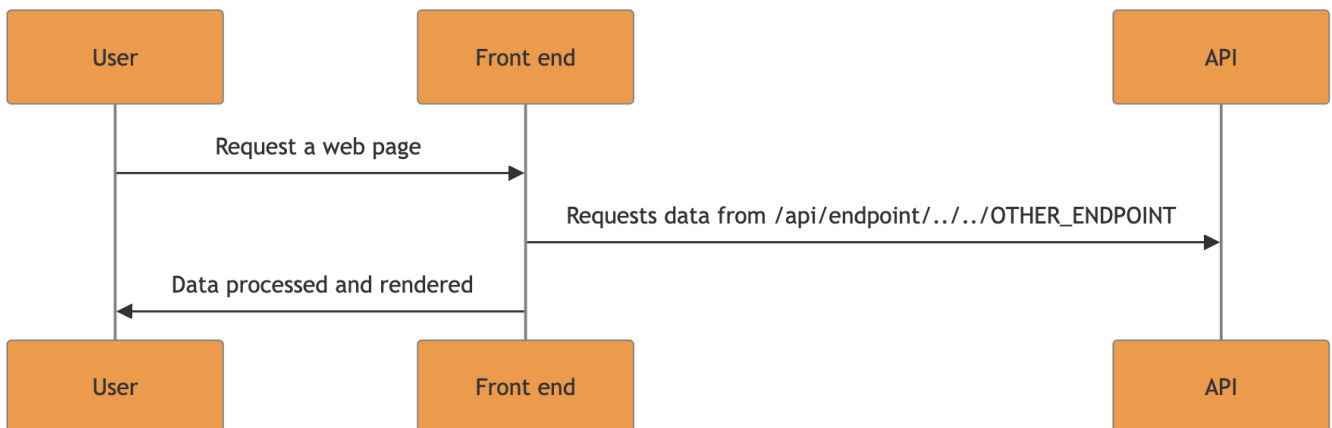 User
Front end
API
Request a web page
Requests data from /api/endpoint/../../OTHER_ENDPOINT
Data processed and rendered
User
Front end
API